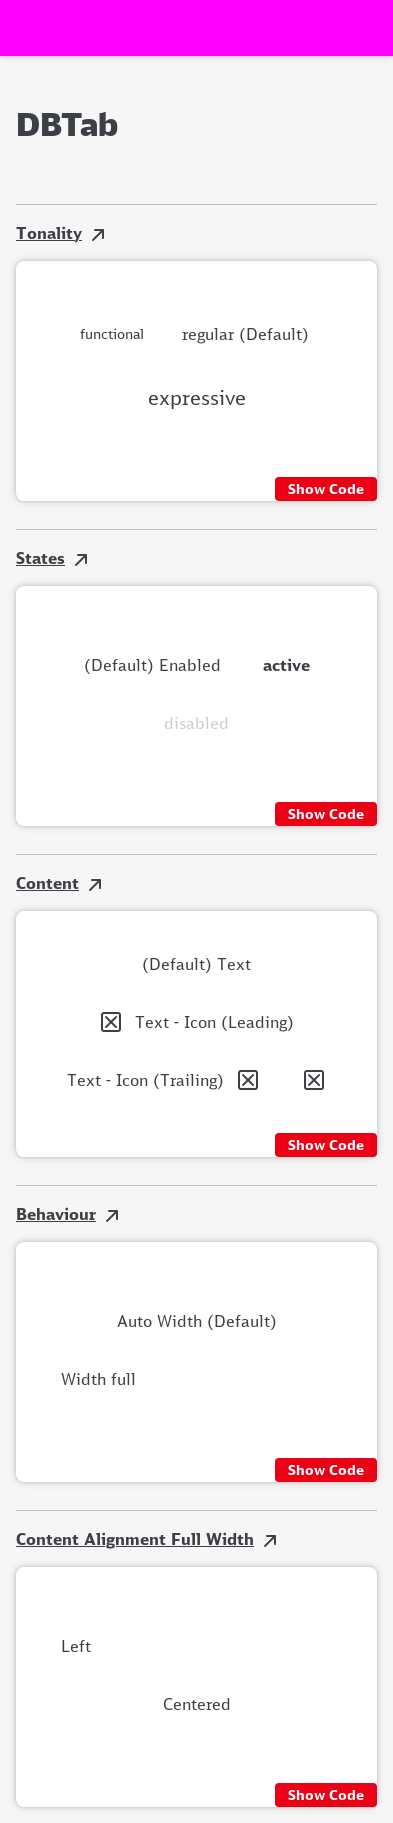 DBTab
Tonality
functional regular (Default)
expressive
Show Code
States
(Default) Enabled active
disabled
Show Code
Content
(Default) Text
Text - Icon (Leading)
Text - Icon (Trailing)
Show Code
Behaviour
Auto Width (Default)
Width full
Show Code
Content Alignment Full Width
Left
Centered
Show Code